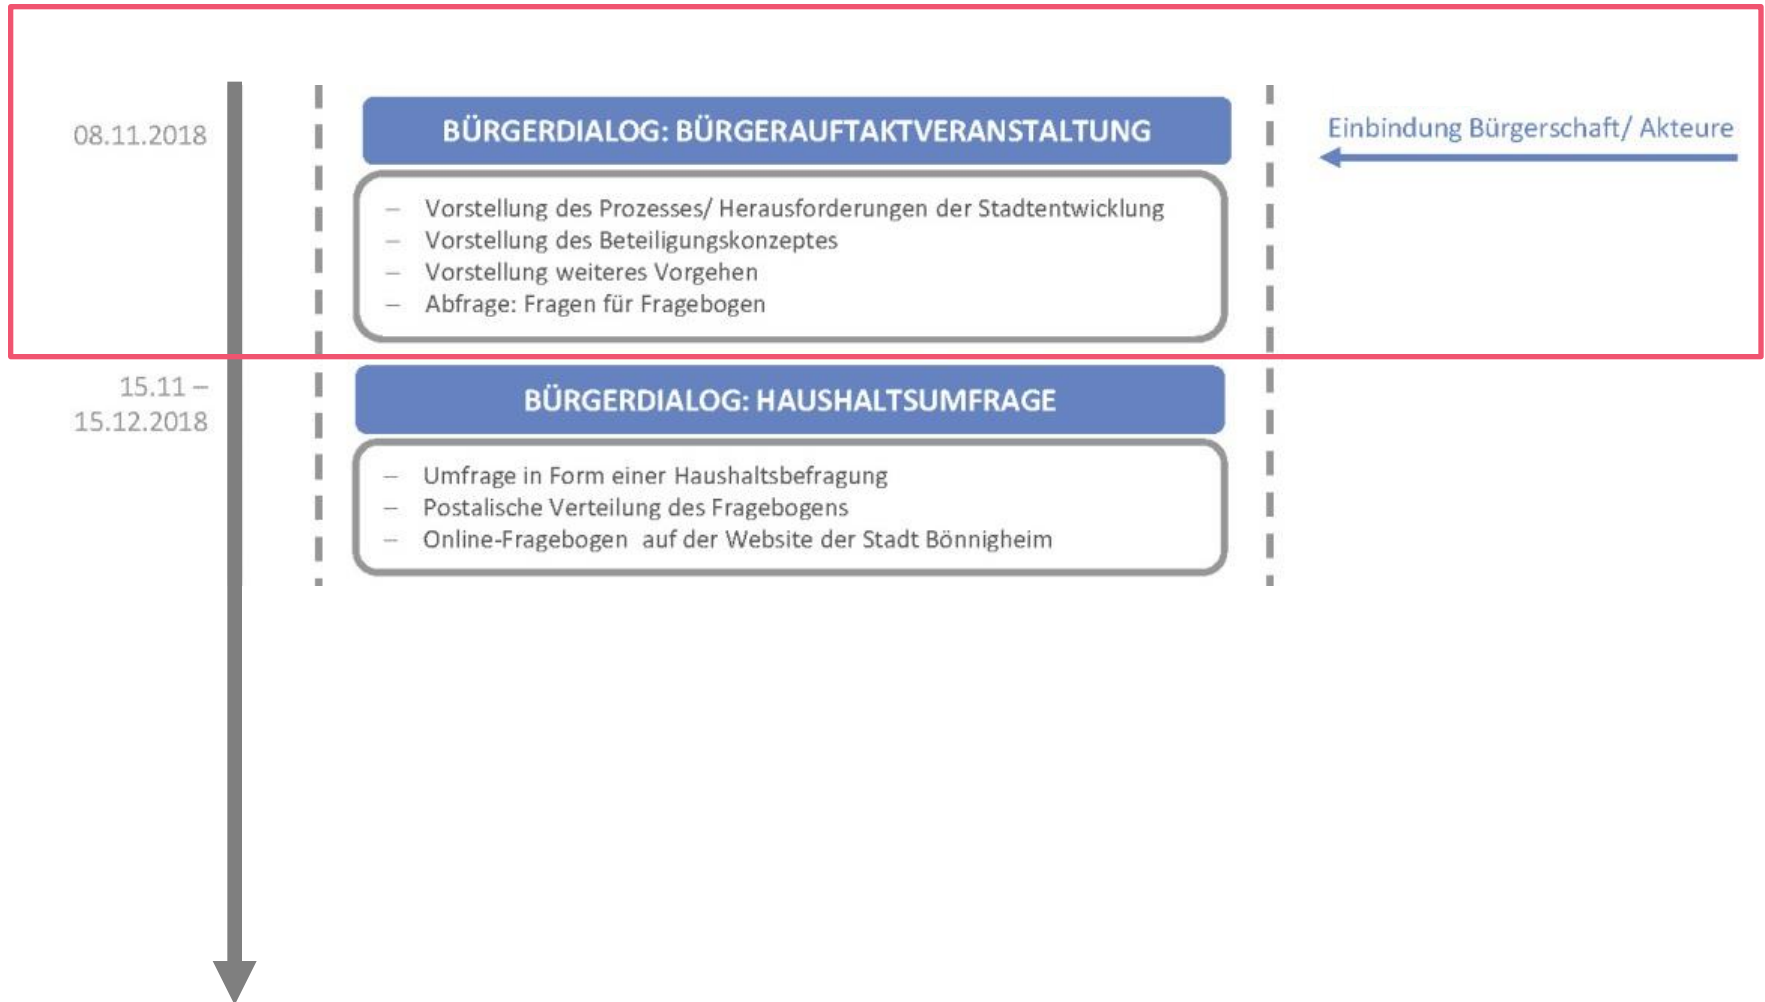 08.11.2018
BÜRGERDIALOG: BÜRGERAUFTAKTVERANSTALTUNG
Einbindung Bürgerschaft/ Akteure
– Vorstellung des Prozesses/ Herausforderungen der Stadtentwicklung
– Vorstellung des Beteiligungskonzeptes
– Vorstellung weiteres Vorgehen
– Abfrage: Fragen für Fragebogen
15.11 –
15.12.2018
BÜRGERDIALOG: HAUSHALTSUMFRAGE
– Umfrage in Form einer Haushaltsbefragung
– Postalische Verteilung des Fragebogens
– Online-Fragebogen auf der Website der Stadt Bönnigheim